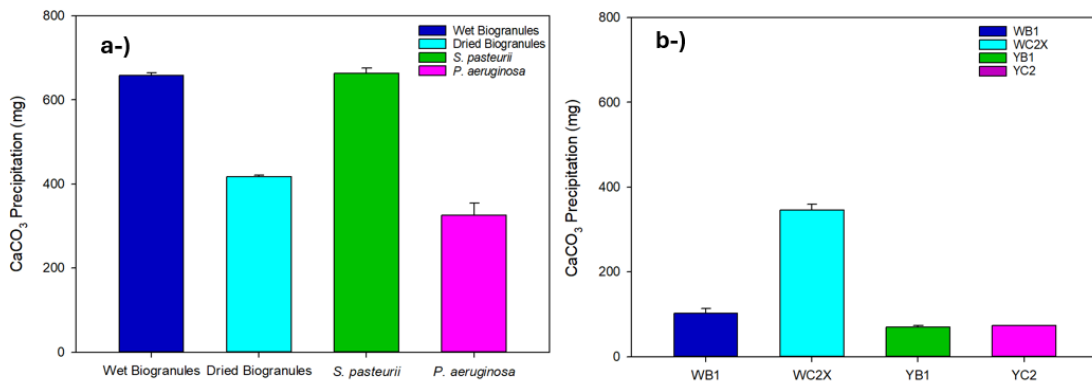 a-)
Wet Biogranules
Dried Biogranules
S. pasteurii
P. aeruginosa
800
600
400
200
0
CaCO3 Precipitation (mg)
Wet Biogranules Dried Biogranules S. pasteurii P. aeruginosa
b-)
WB1
WC2X
YB1
YC2
800
600
400
200
0
CaCO3 Precipitation (mg)
WB1 WC2X YB1 YC2